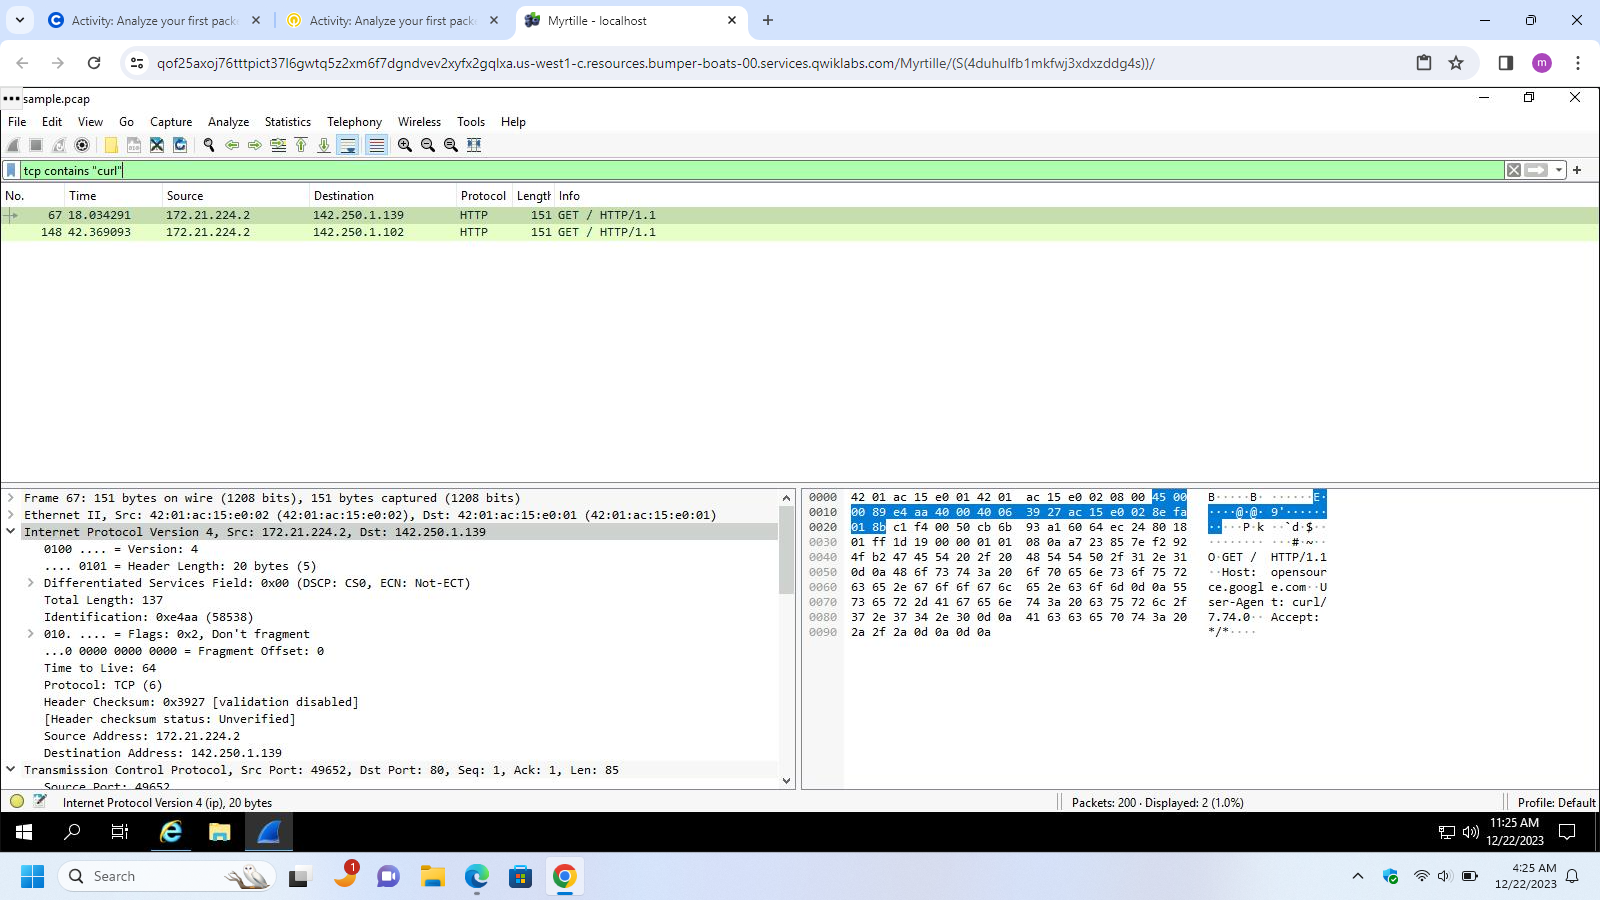 Activity: Analyze your first pack
Activity: Analyze your first pack
Myrtille - localhost
qof25axoj76tttpict37l6gwtq5z2xm6f7dgndvev2xyfx2gqlxa.us-west1-c.resources.bumper-boats-00.services.qwiklabs.com/Myrtille/(S(4duhulfb1mkfwj3xdxzddg4s))/
m
sample.pcap
File Edit View Go Capture Analyze Statistics Telephony Wireless Tools Help
tcp contains "curl"
No. Time Source Destination Protocol Length Info
67 18.034291 172.21.224.2 142.250.1.139 HTTP 151 GET / HTTP/1.1
148 42.369093 172.21.224.2 142.250.1.102 HTTP 151 GET / HTTP/1.1
Frame 67: 151 bytes on wire (1208 bits), 151 bytes captured (1208 bits)
Ethernet II, Src: 42:01:ac:15:e0:02 (42:01:ac:15:e0:02), Dst: 42:01:ac:15:e0:01 (42:01:ac:15:e0:01)
Internet Protocol Version 4, Src: 172.21.224.2, Dst: 142.250.1.139
0100 .... = Version: 4
.... 0101 = Header Length: 20 bytes (5)
Differentiated Services Field: 0x00 (DSCP: CS0, ECN: Not-ECT)
Total Length: 137
Identification: 0xe4aa (58538)
010. .... = Flags: 0x2, Don't fragment
...0 0000 0000 0000 = Fragment Offset: 0
Time to Live: 64
Protocol: TCP (6)
Header Checksum: 0x3927 [validation disabled]
[Header checksum status: Unverified]
Source Address: 172.21.224.2
Destination Address: 142.250.1.139
Transmission Control Protocol, Src Port: 49652, Dst Port: 80, Seq: 1, Ack: 1, Len: 85
Source Port: 49652
0000 42 01 ac 15 e0 01 42 01 ac 15 e0 02 08 00 45 00 B·····B· ······E·
0010 00 89 e4 aa 40 00 40 06 39 27 ac 15 e0 02 8e fa ····@·@· 9'······
0020 01 8b c1 f4 00 50 cb 6b 93 a1 60 64 ec 24 80 18 ·····P·k ··`d·$··
0030 01 ff 1d 19 00 00 01 01 08 0a a7 23 85 7e f2 92 ········ ···#·~··
0040 4f b2 47 45 54 20 2f 20 48 54 54 50 2f 31 2e 31 O·GET / HTTP/1.1
0050 0d 0a 48 6f 73 74 3a 20 6f 70 65 6e 73 6f 75 72 ··Host: opensour
0060 63 65 2e 67 6f 6f 67 6c 65 2e 63 6f 6d 0d 0a 55 ce.googl e.com··U
0070 73 65 72 2d 41 67 65 6e 74 3a 20 63 75 72 6c 2f ser-Agen t: curl/
0080 37 2e 37 34 2e 30 0d 0a 41 63 63 65 70 74 3a 20 7.74.0·· Accept:
0090 2a 2f 2a 0d 0a 0d 0a */*····
Internet Protocol Version 4 (ip), 20 bytes
Packets: 200 · Displayed: 2 (1.0%)
Profile: Default
11:25 AM
12/22/2023
Search
1
4:25 AM
12/22/2023